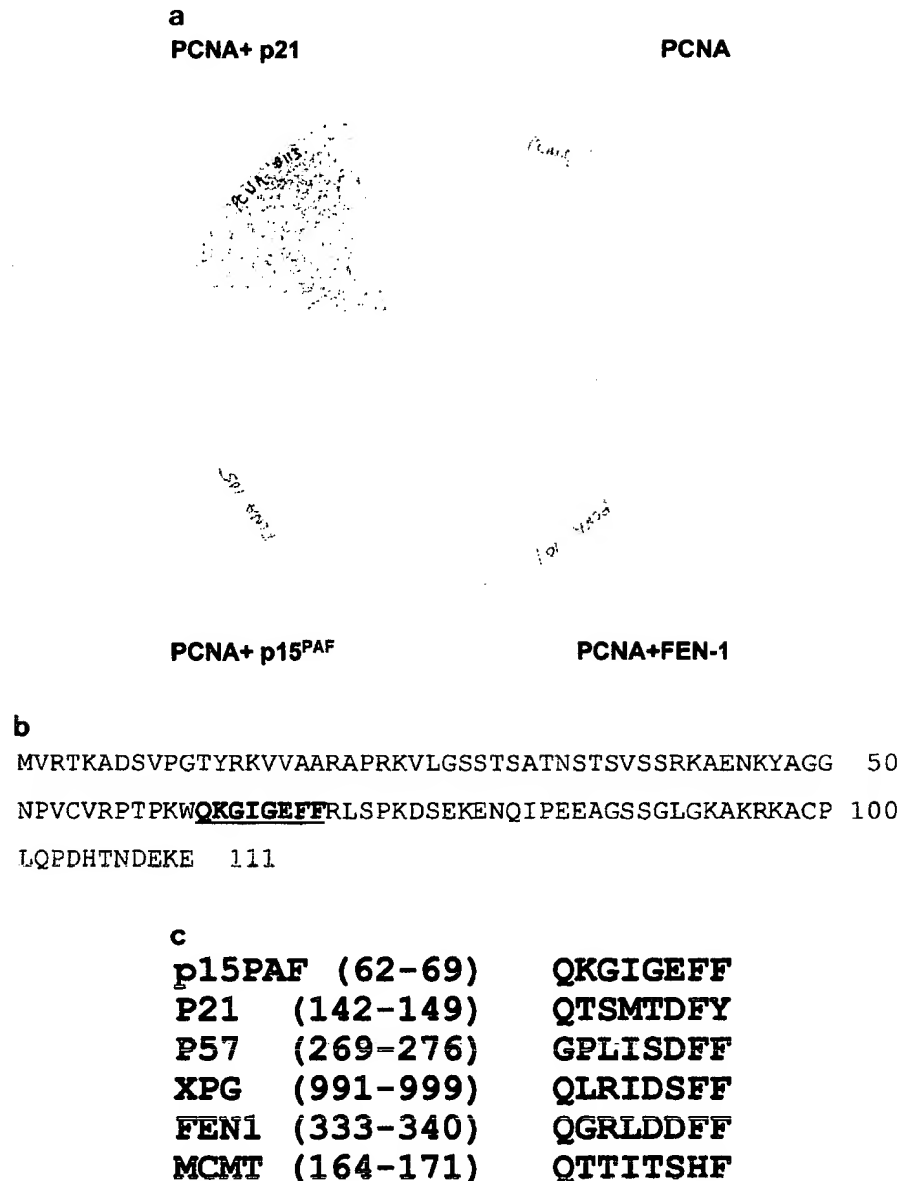 a
PCNA+ p21 PCNA
PCNA+ p15PAF PCNA+FEN-1
b
MVRTKADSVPGTYRKVVAARAPRKVLGSSTSATNSTSVSSRKAENKYAGG 50
NPVCVRPTPKWQKGIGEFFRLSPKDSEKENQIPEEAGSSGLGKAKRKACP 100
LQPDHTNDEKE 111
c
p15PAF (62-69) QKGIGEFF
P21 (142-149) QTSMTDFY
P57 (269-276) GPLISDFF
XPG (991-999) QLRIDSFF
FEN1 (333-340) QGRLDDFF
MCMT (164-171) QTTITSHF